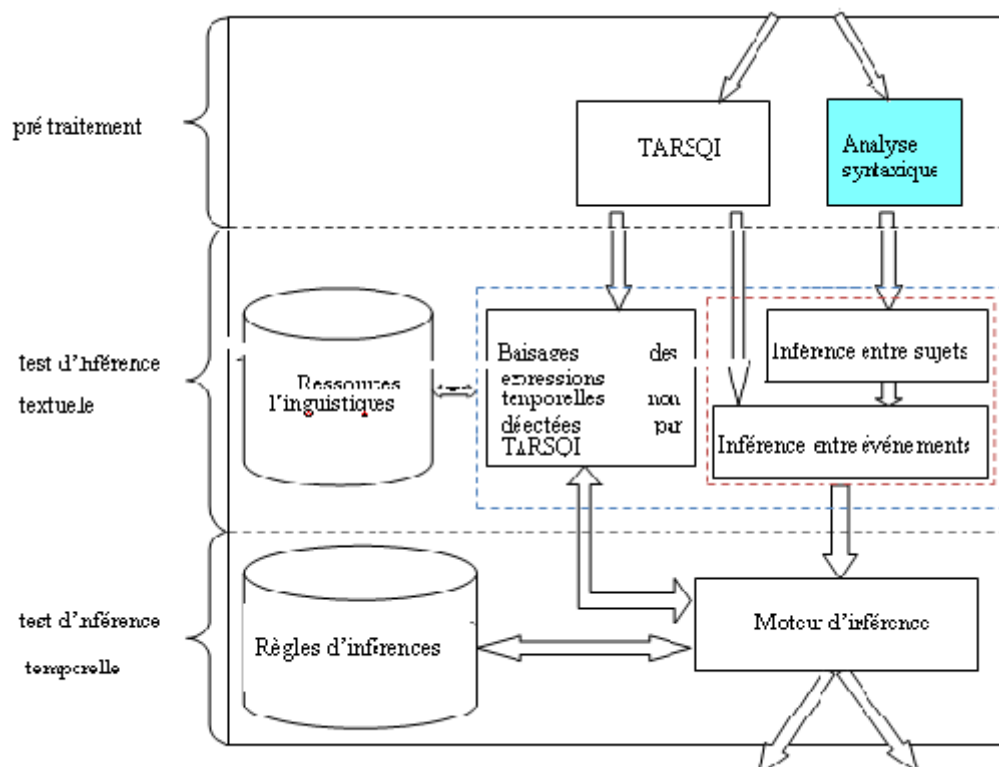 pré traitement
TARSQI
Analyse
syntaxique
test d'inférence
textuelle
Ressources
linguistiques
Baisages des
expressions
temporelles non
déectées par
TARSQI
Inférence entre sujets
Inférence entre événements
test d'inférence
temporelle
Règles d'inférences
Moteur d'inférence